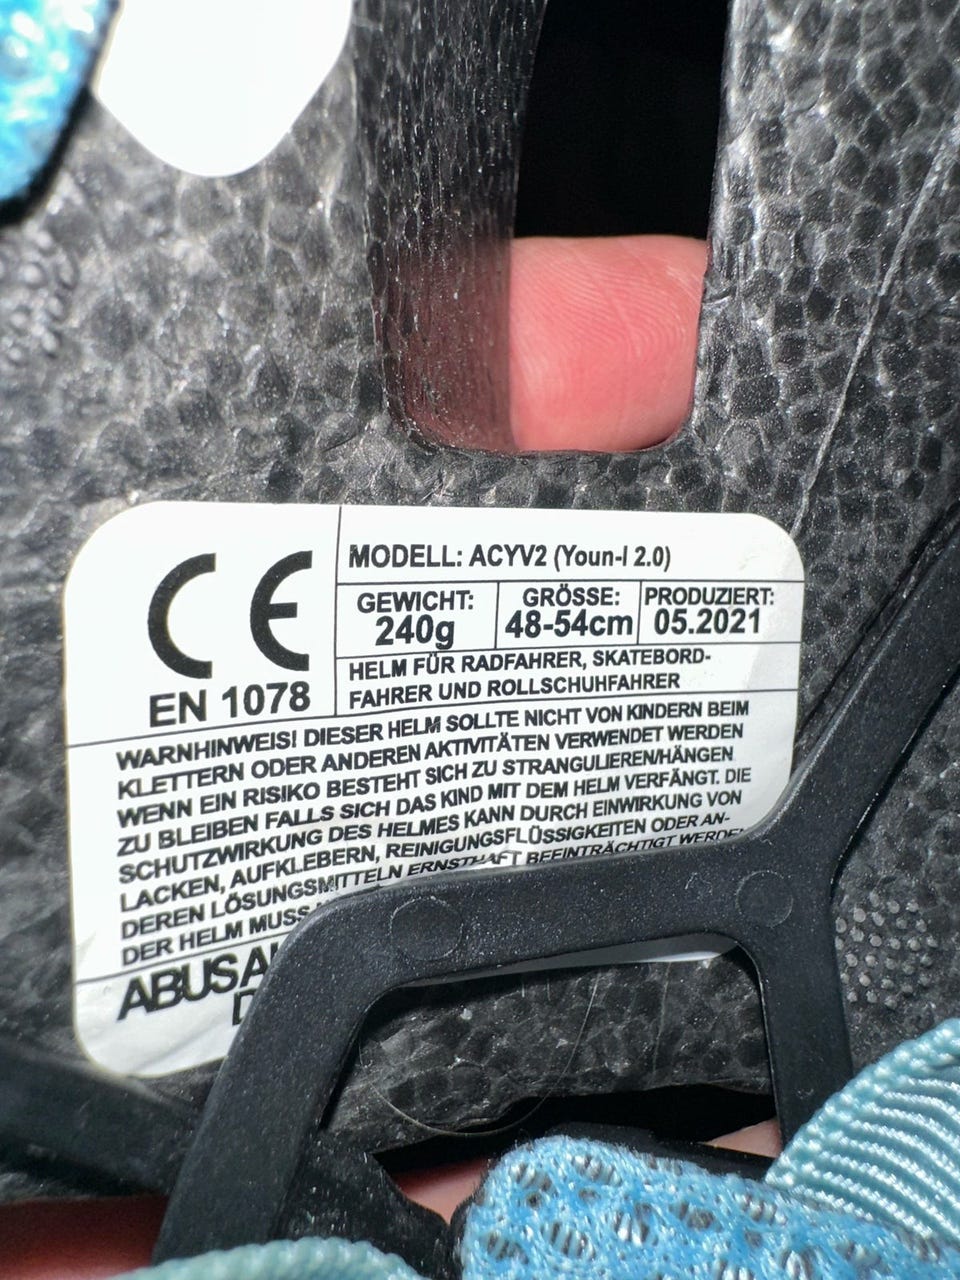 CE
EN 1078
MODELL: ACYV2 (Youn-I 2.0)
GEWICHT:
240g
GRÖSSE:
48-54cm
PRODUZIERT:
05.2021
HELM FÜR RADFAHRER, SKATEBORD-
FAHRER UND ROLLSCHUHFAHRER
WARNHINWEIS! DIESER HELM SOLLTE NICHT VON KINDERN BEIM
KLETTERN ODER ANDEREN AKTIVITÄTEN VERWENDET WERDEN
WENN EIN RISIKO BESTEHT SICH ZU STRANGULIEREN/HÄNGEN
ZU BLEIBEN FALLS SICH DAS KIND MIT DEM HELM VERFÄNGT. DIE
SCHUTZWIRKUNG DES HELMES KANN DURCH EINWIRKUNG VON
LACKEN, AUFKLEBERN, REINIGUNGSFLÜSSIGKEITEN ODER AN-
DEREN LÖSUNGSMITTELN ERNSTHAFT BEEINTRÄCHTIGT WERDEN
DER HELM MUSS
ABUS